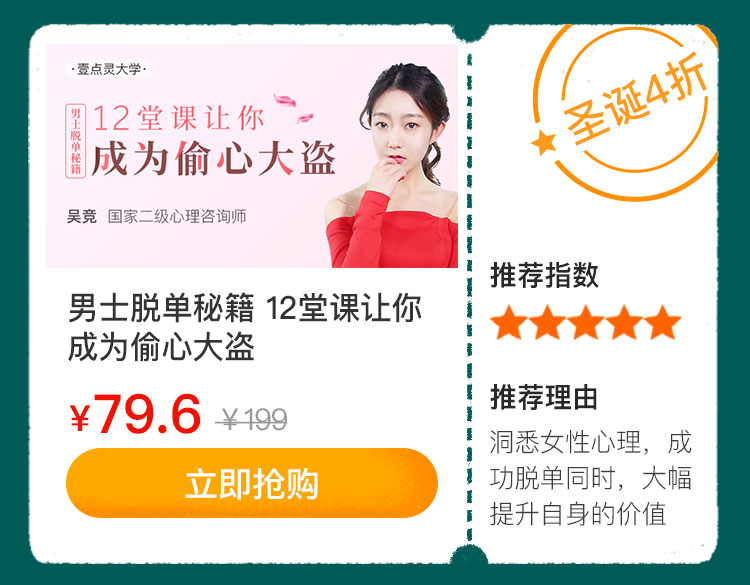 ·壹点灵大学·
男士脱单秘籍
12堂课让你
成为偷心大盗
吴竞 国家二级心理咨询师
男士脱单秘籍 12堂课让你
成为偷心大盗
¥79.6 ¥199
立即抢购
圣诞4折
推荐指数
推荐理由
洞悉女性心理，成
功脱单同时，大幅
提升自身的价值